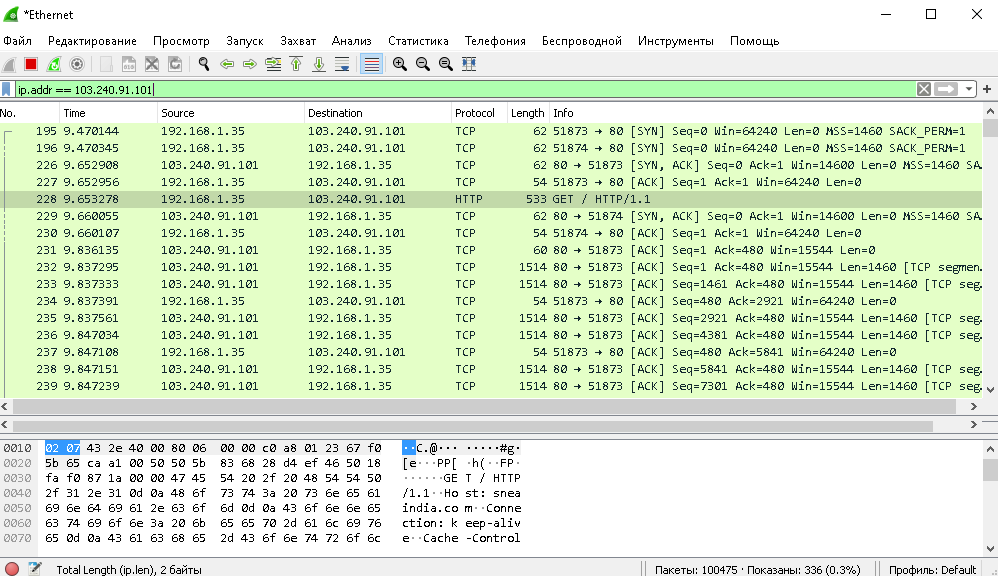 *Ethernet
Файл Редактирование Просмотр Запуск Захват Анализ Статистика Телефония Беспроводной Инструменты Помощь
ip.addr == 103.240.91.101
No. Time Source Destination Protocol Length Info
195 9.470144 192.168.1.35 103.240.91.101 TCP 62 51873 → 80 [SYN] Seq=0 Win=64240 Len=0 MSS=1460 SACK_PERM=1
196 9.470345 192.168.1.35 103.240.91.101 TCP 62 51874 → 80 [SYN] Seq=0 Win=64240 Len=0 MSS=1460 SACK_PERM=1
226 9.652908 103.240.91.101 192.168.1.35 TCP 62 80 → 51873 [SYN, ACK] Seq=0 Ack=1 Win=14600 Len=0 MSS=1460 SA…
227 9.652956 192.168.1.35 103.240.91.101 TCP 54 51873 → 80 [ACK] Seq=1 Ack=1 Win=64240 Len=0
228 9.653278 192.168.1.35 103.240.91.101 HTTP 533 GET / HTTP/1.1
229 9.660055 103.240.91.101 192.168.1.35 TCP 62 80 → 51874 [SYN, ACK] Seq=0 Ack=1 Win=14600 Len=0 MSS=1460 SA…
230 9.660107 192.168.1.35 103.240.91.101 TCP 54 51874 → 80 [ACK] Seq=1 Ack=1 Win=64240 Len=0
231 9.836135 103.240.91.101 192.168.1.35 TCP 60 80 → 51873 [ACK] Seq=1 Ack=480 Win=15544 Len=0
232 9.837295 103.240.91.101 192.168.1.35 TCP 1514 80 → 51873 [ACK] Seq=1 Ack=480 Win=15544 Len=1460 [TCP segmen…
233 9.837333 103.240.91.101 192.168.1.35 TCP 1514 80 → 51873 [ACK] Seq=1461 Ack=480 Win=15544 Len=1460 [TCP seg…
234 9.837391 192.168.1.35 103.240.91.101 TCP 54 51873 → 80 [ACK] Seq=480 Ack=2921 Win=64240 Len=0
235 9.837561 103.240.91.101 192.168.1.35 TCP 1514 80 → 51873 [ACK] Seq=2921 Ack=480 Win=15544 Len=1460 [TCP seg…
236 9.847034 103.240.91.101 192.168.1.35 TCP 1514 80 → 51873 [ACK] Seq=4381 Ack=480 Win=15544 Len=1460 [TCP seg…
237 9.847108 192.168.1.35 103.240.91.101 TCP 54 51873 → 80 [ACK] Seq=480 Ack=5841 Win=64240 Len=0
238 9.847151 103.240.91.101 192.168.1.35 TCP 1514 80 → 51873 [ACK] Seq=5841 Ack=480 Win=15544 Len=1460 [TCP seg…
239 9.847239 103.240.91.101 192.168.1.35 TCP 1514 80 → 51873 [ACK] Seq=7301 Ack=480 Win=15544 Len=1460 [TCP seg…
0010 02 07 43 2e 40 00 80 06 00 00 c0 a8 01 23 67 f0 ··C.@··· ·····#g·
0020 5b 65 ca a1 00 50 50 5b 83 68 28 d4 ef 46 50 18 [e···PP[ ·h(··FP·
0030 fa f0 87 1a 00 00 47 45 54 20 2f 20 48 54 54 50 ······GE T / HTTP
0040 2f 31 2e 31 0d 0a 48 6f 73 74 3a 20 73 6e 65 61 /1.1··Ho st: snea
0050 69 6e 64 69 61 2e 63 6f 6d 0d 0a 43 6f 6e 6e 65 india.co m··Conne
0060 63 74 69 6f 6e 3a 20 6b 65 65 70 2d 61 6c 69 76 ction: k eep-aliv
0070 65 0d 0a 43 61 63 68 65 2d 43 6f 6e 74 72 6f 6c e··Cache -Control
Total Length (ip.len), 2 байты Пакеты: 100475 · Показаны: 336 (0.3%) Профиль: Default